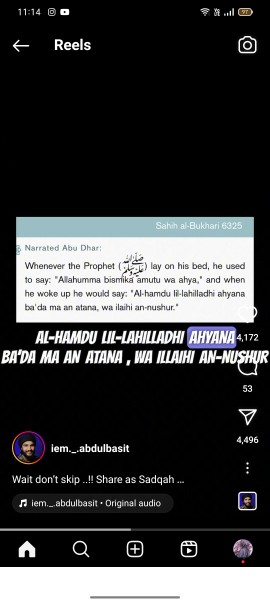 11:14
97
Reels
Sahih al-Bukhari 6325
Narrated Abu Dhar:
Whenever the Prophet (ﷺ) lay on his bed, he used
to say: "Allahumma bismika amutu wa ahya," and when
he woke up he would say: "Al-hamdu lil-lahilladhi ahyana
ba'da ma an atana, wa ilaihi an-nushur."
AL-HAMDU LIL-LAHILLADHI AHYANA
BA'DA MA AN ATANA , WA ILLAIHI AN-NUSHUR
4,172
53
4,496
iem._.abdulbasit
Wait don't skip ..!! Share as Sadqah ...
iem._.abdulbasit • Original audio